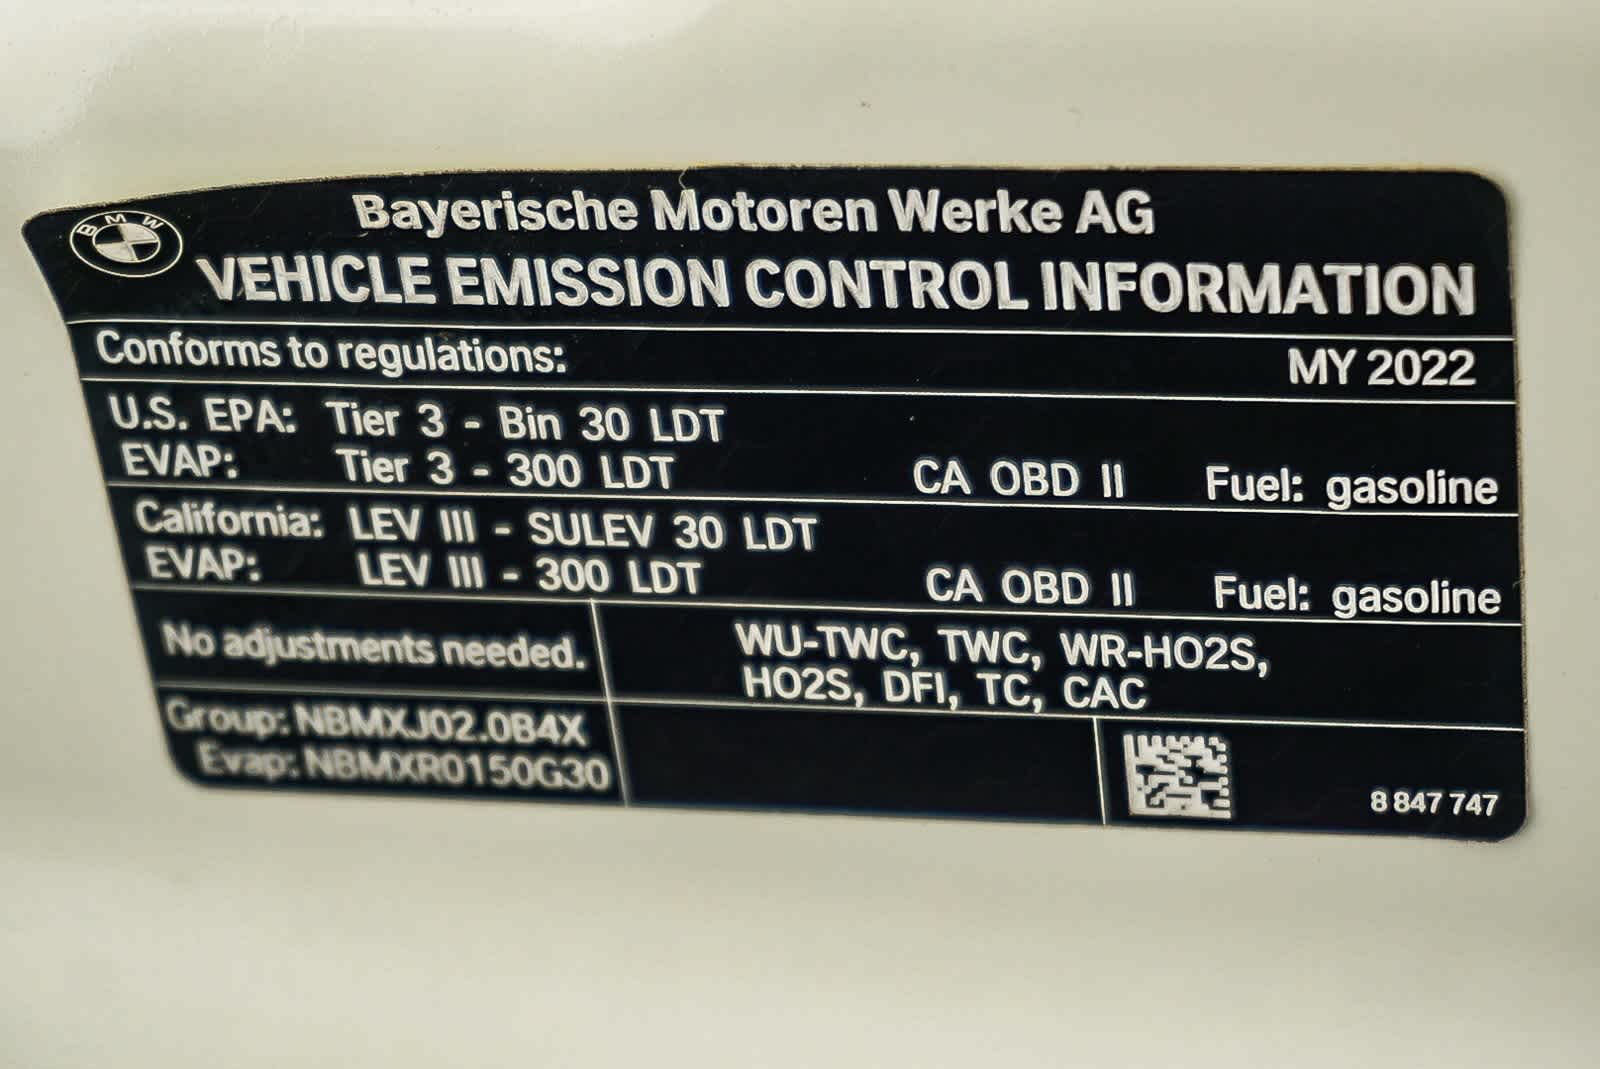 BMW
Bayerische Motoren Werke AG
VEHICLE EMISSION CONTROL INFORMATION
Conforms to regulations: MY 2022
U.S. EPA: Tier 3 - Bin 30 LDT
EVAP: Tier 3 - 300 LDT CA OBD II Fuel: gasoline
California: LEV III - SULEV 30 LDT
EVAP: LEV III - 300 LDT CA OBD II Fuel: gasoline
No adjustments needed.
WU-TWC, TWC, WR-HO2S,
HO2S, DFI, TC, CAC
Group: NBMXJ02.0B4X
Evap: NBMXR0150G30
8 847 747